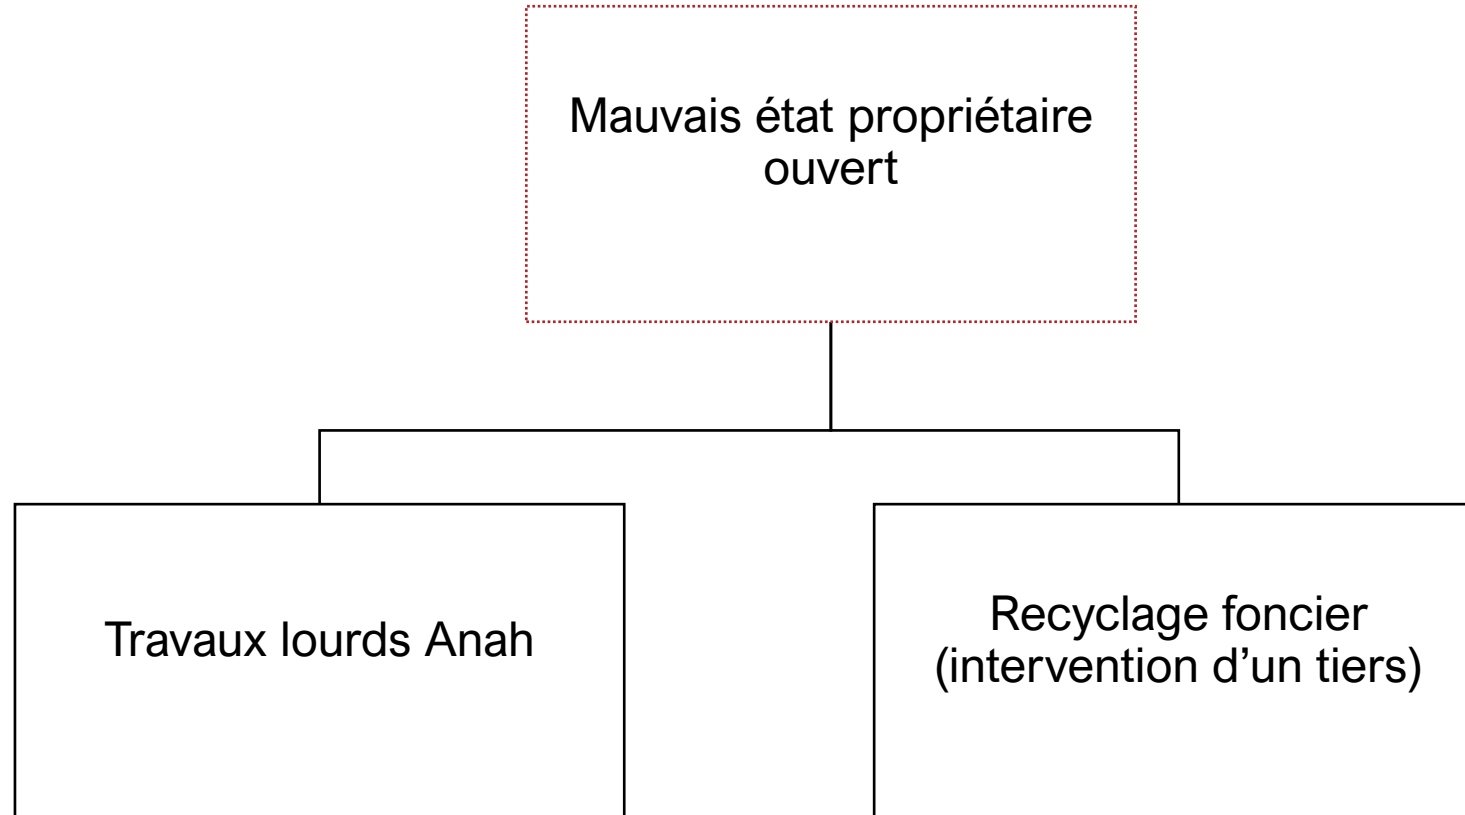 Mauvais état propriétaire
ouvert
Travaux lourds Anah
Recyclage foncier
(intervention d’un tiers)